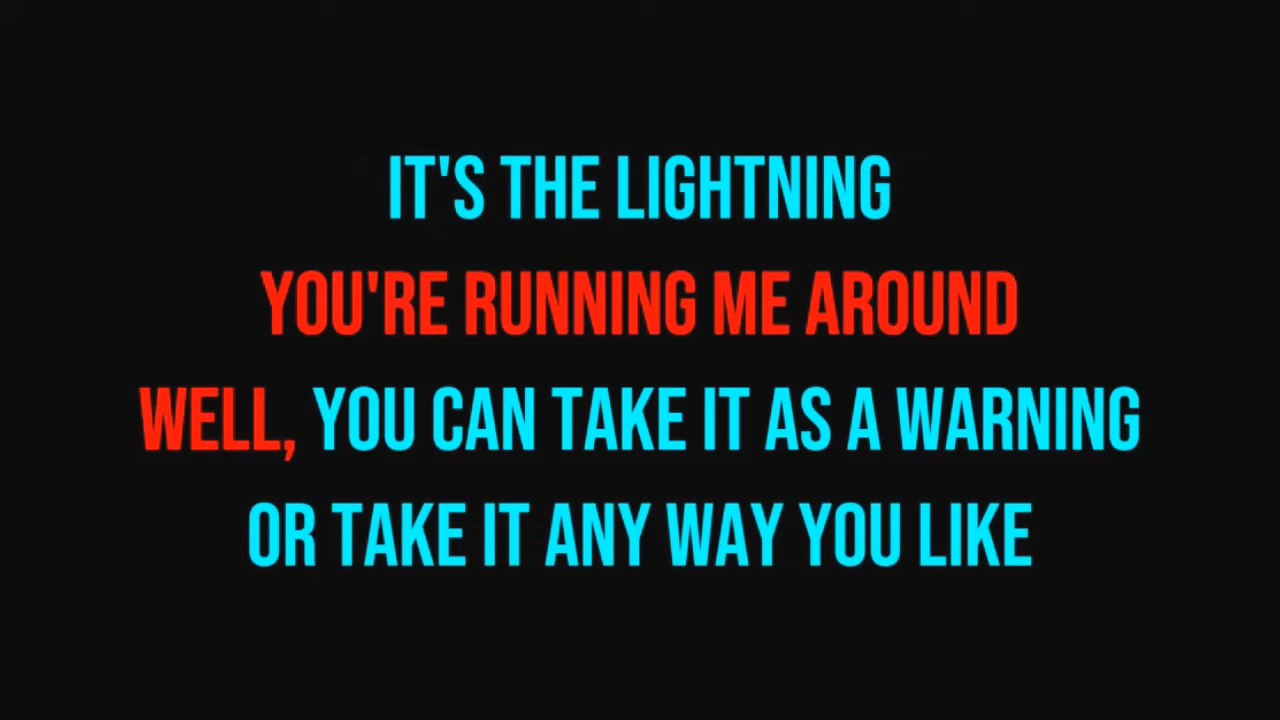 IT'S THE LIGHTNING
YOU'RE RUNNING ME AROUND
WELL, YOU CAN TAKE IT AS A WARNING
OR TAKE IT ANY WAY YOU LIKE